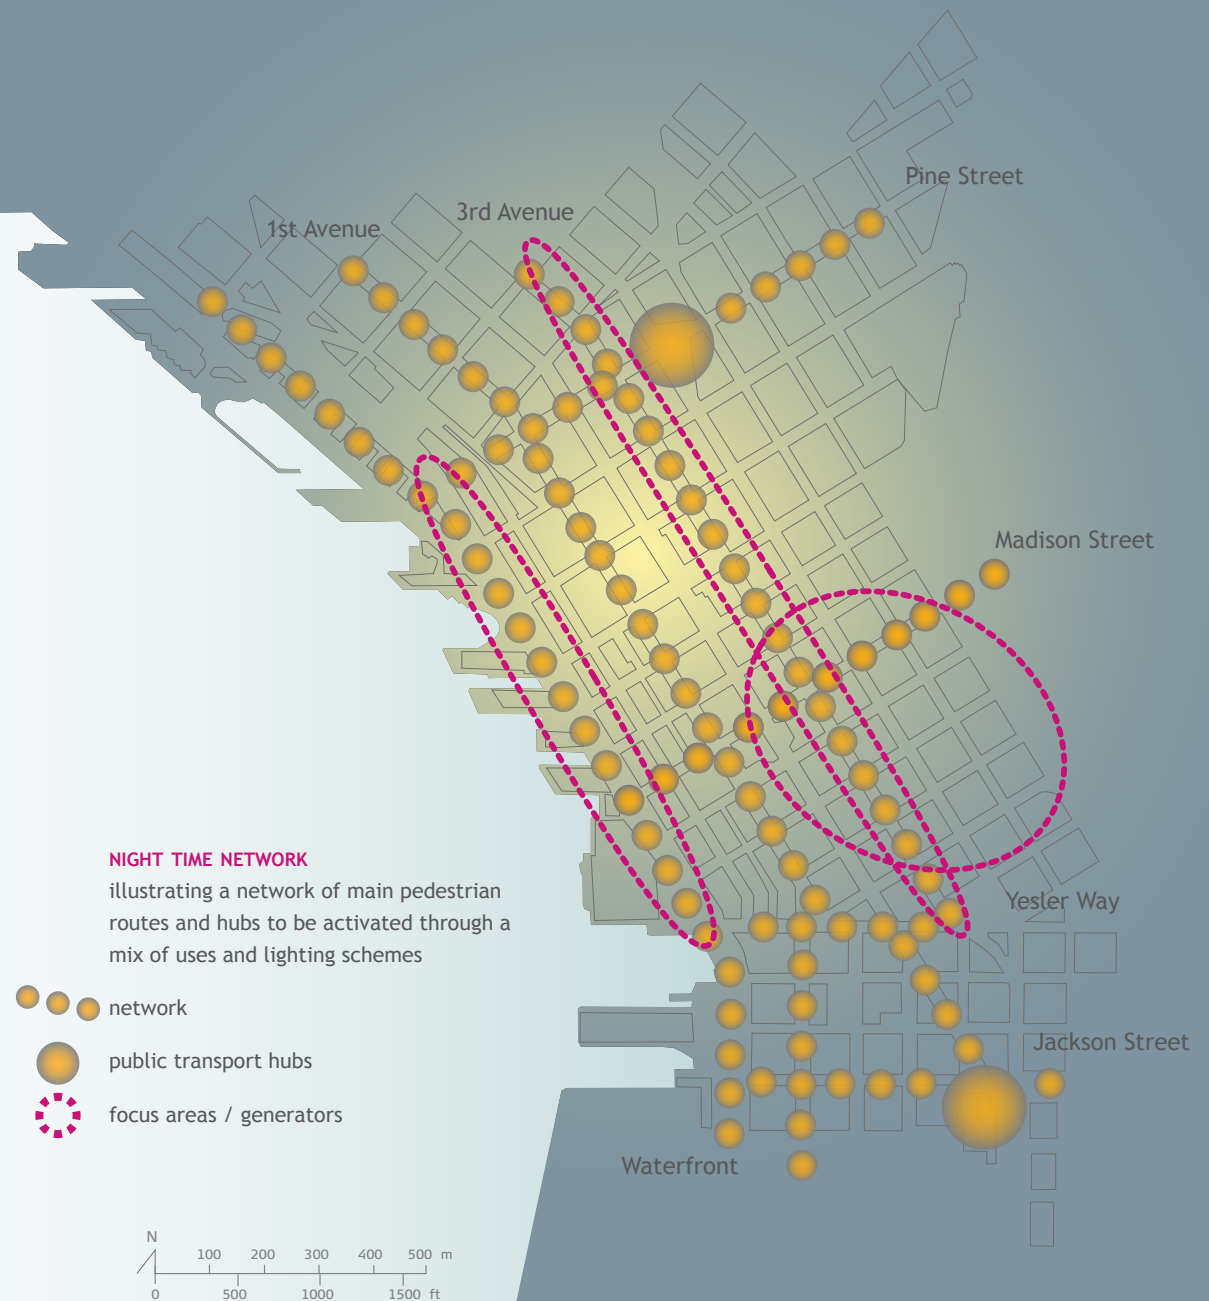 Pine Street
3rd Avenue
1st Avenue
Madison Street
NIGHT TIME NETWORK
illustrating a network of main pedestrian
routes and hubs to be activated through a
mix of uses and lighting schemes
Yesler Way
network
public transport hubs
Jackson Street
focus areas / generators
Waterfront
N
100 200 300 400 500 m
0 500 1000 1500 ft